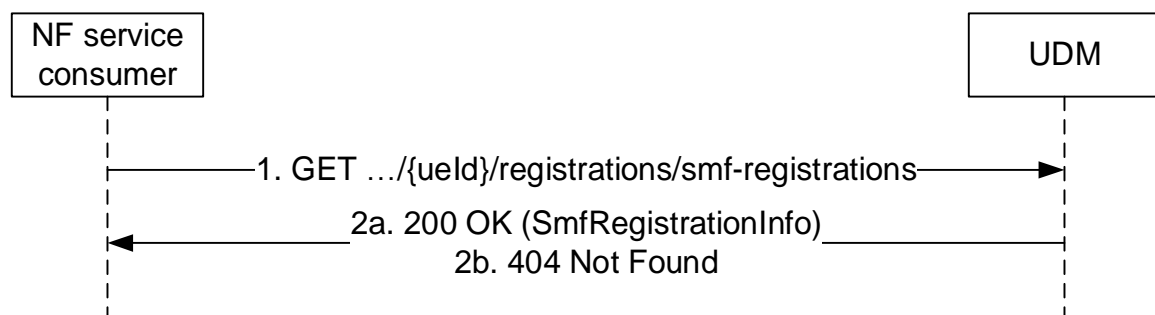 NF service
consumer
UDM
1. GET …/{ueId}/registrations/smf-registrations
2a. 200 OK (SmfRegistrationInfo)
2b. 404 Not Found